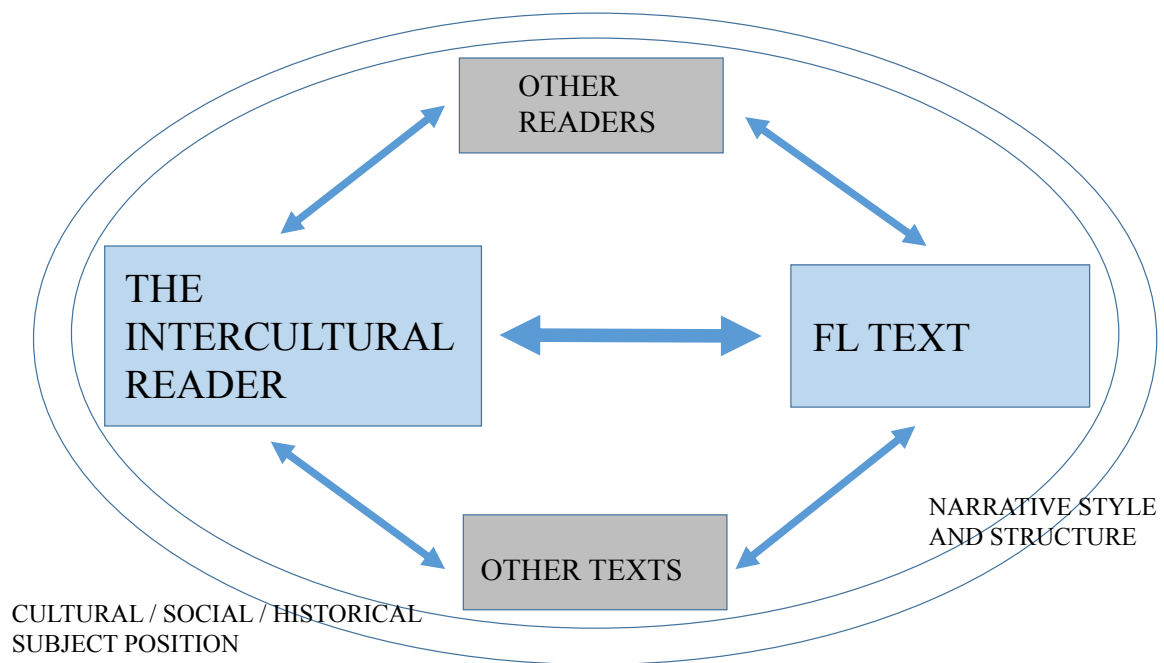 OTHER
READERS
THE
INTERCULTURAL
READER
FL TEXT
NARRATIVE STYLE
AND STRUCTURE
OTHER TEXTS
CULTURAL / SOCIAL / HISTORICAL
SUBJECT POSITION